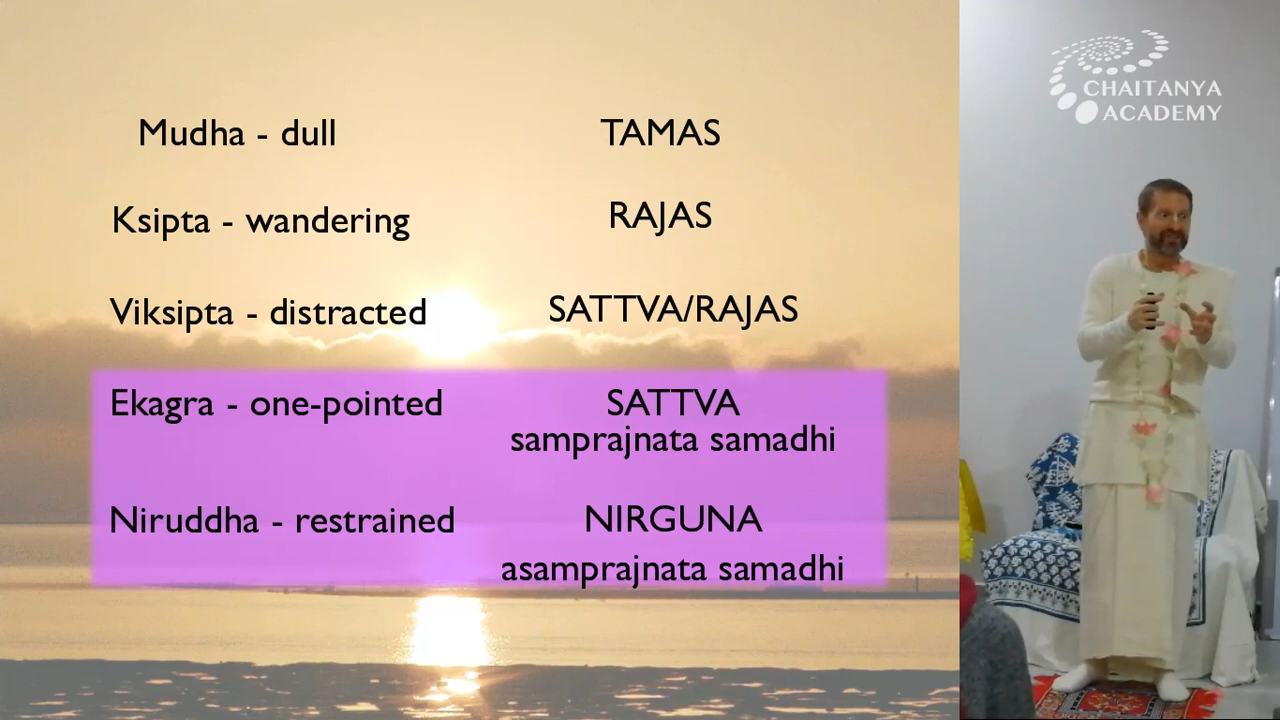 Mudha - dull
TAMAS
Ksipta - wandering
RAJAS
Viksipta - distracted
SATTVA/RAJAS
Ekagra - one-pointed
SATTVA
samprajnata samadhi
Niruddha - restrained
NIRGUNA
asamprajnata samadhi
CHAITANYA
ACADEMY